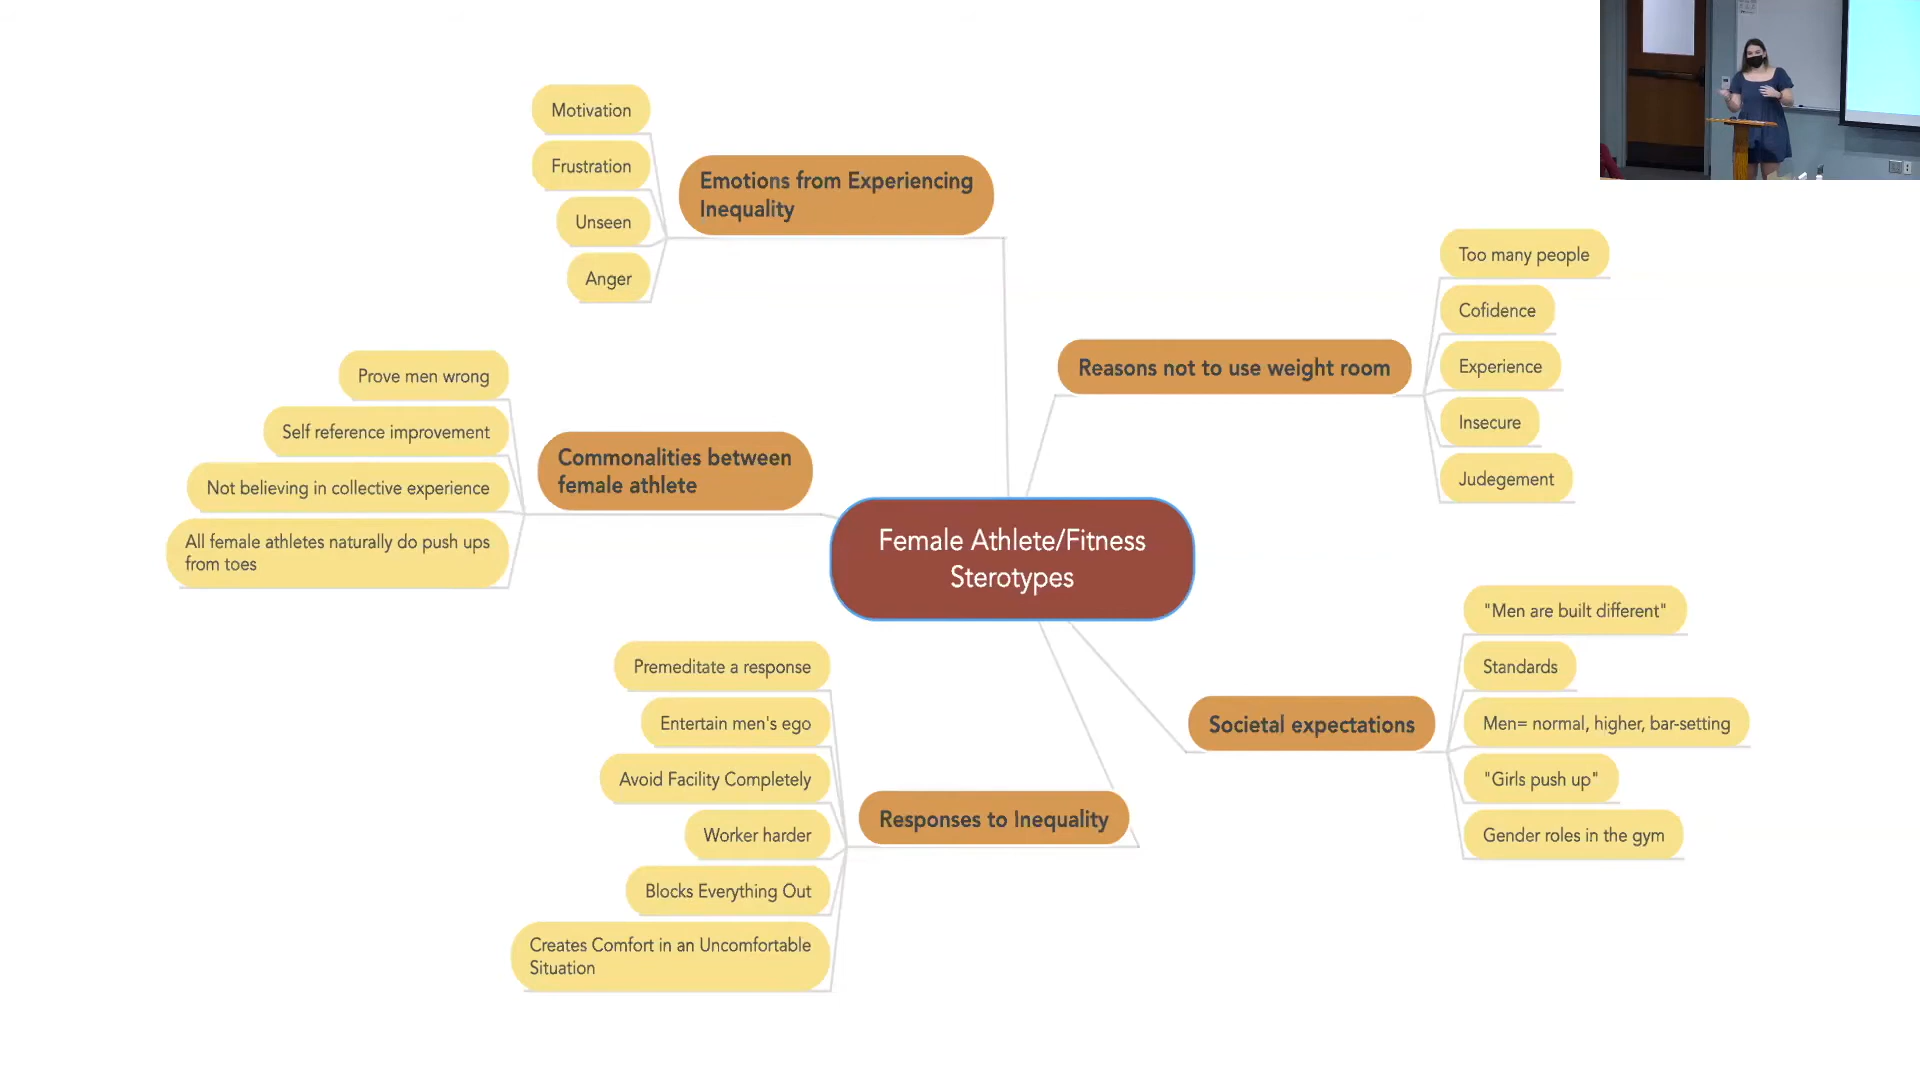 Motivation
Frustration
Unseen
Anger
Emotions from Experiencing
Inequality
Too many people
Cofidence
Experience
Insecure
Judegement
Reasons not to use weight room
Prove men wrong
Self reference improvement
Not believing in collective experience
All female athletes naturally do push ups
from toes
Commonalities between
female athlete
Female Athlete/Fitness
Sterotypes
"Men are built different"
Standards
Men= normal, higher, bar-setting
"Girls push up"
Gender roles in the gym
Societal expectations
Premeditate a response
Entertain men's ego
Avoid Facility Completely
Worker harder
Blocks Everything Out
Creates Comfort in an Uncomfortable
Situation
Responses to Inequality